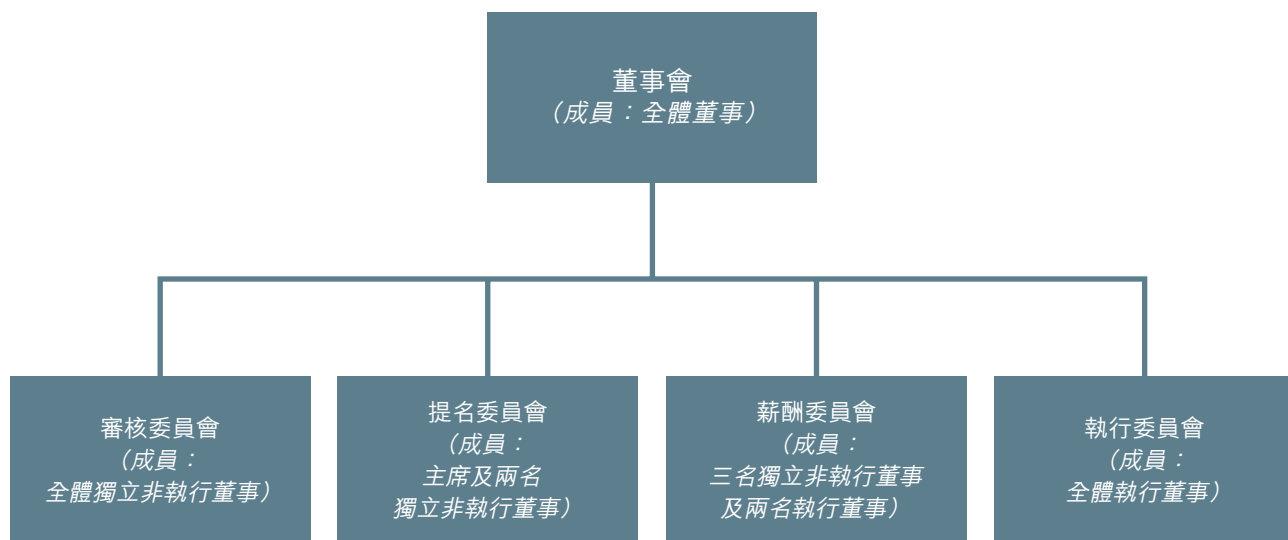 董事會
（成員：全體董事）
審核委員會
（成員：
全體獨立非執行董事）
提名委員會
（成員：
主席及兩名
獨立非執行董事）
薪酬委員會
（成員：
三名獨立非執行董事
及兩名執行董事）
執行委員會
（成員：
全體執行董事）